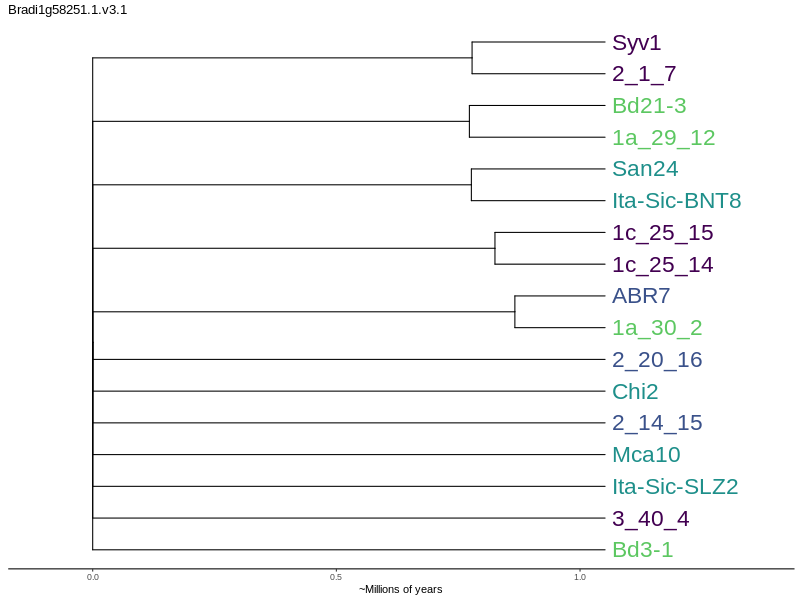 Bradi1g58251.1.v3.1
Syv1
2_1_7
Bd21-3
1a_29_12
San24
Ita-Sic-BNT8
1c_25_15
1c_25_14
ABR7
1a_30_2
2_20_16
Chi2
2_14_15
Mca10
Ita-Sic-SLZ2
3_40_4
Bd3-1
0.0 0.5 1.0
~Millions of years